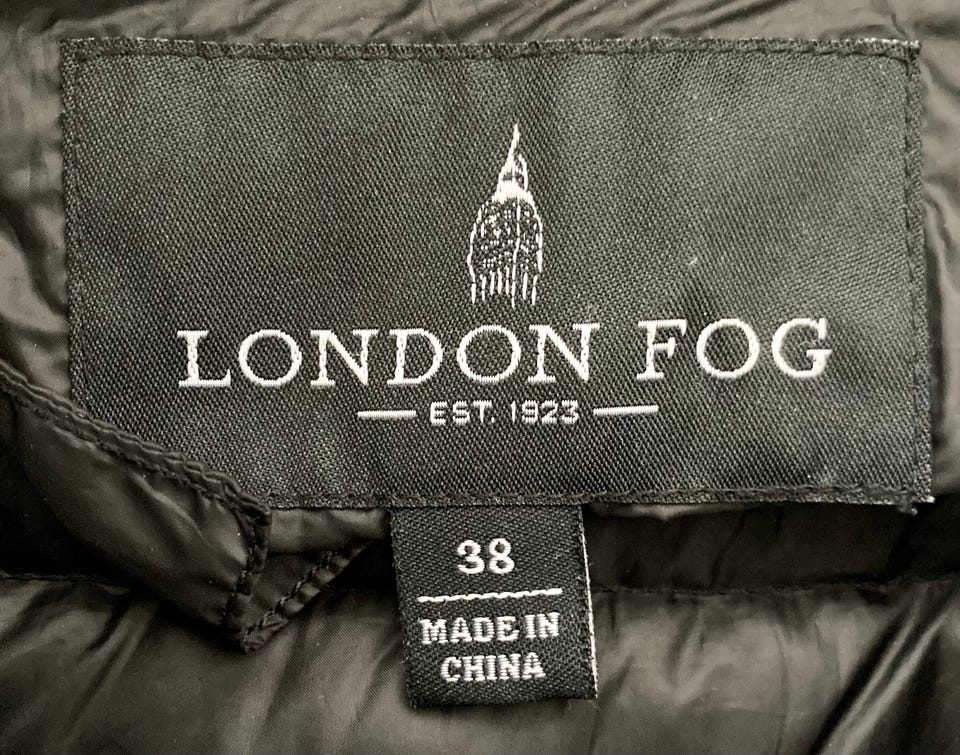 LONDON FOG
EST. 1923
38
MADE IN
CHINA